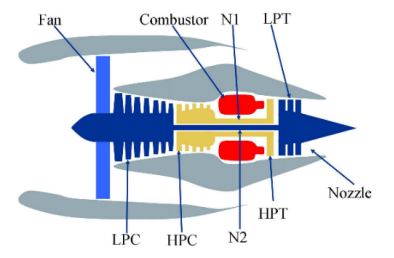 Fan
Combustor
N1
LPT
Nozzle
HPT
LPC
HPC
N2